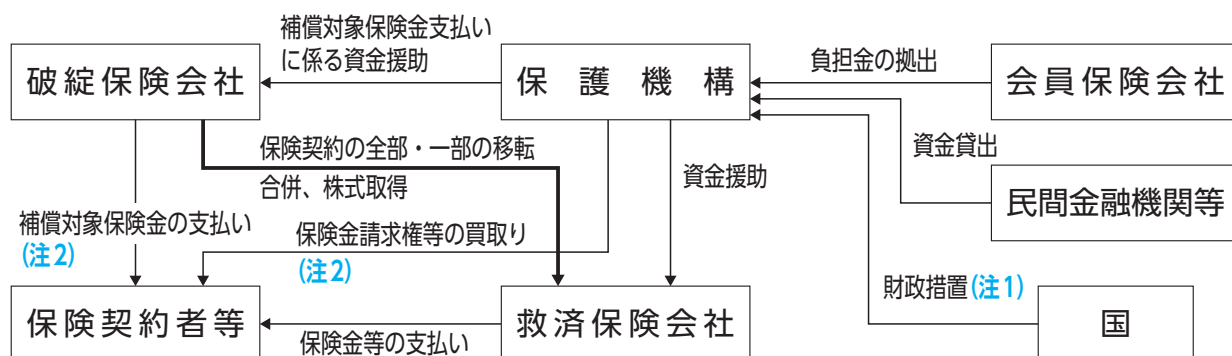 補償対象保険金支払い
に係る資金援助
破綻保険会社
保護機構
負担金の拠出
会員保険会社
保険契約の全部・一部の移転
合併、株式取得
資金援助
資金貸出
民間金融機関等
補償対象保険金の支払い
(注2)
保険金請求権等の買取り
(注2)
財政措置(注1)
保険契約者等
保険金等の支払い
救済保険会社
国